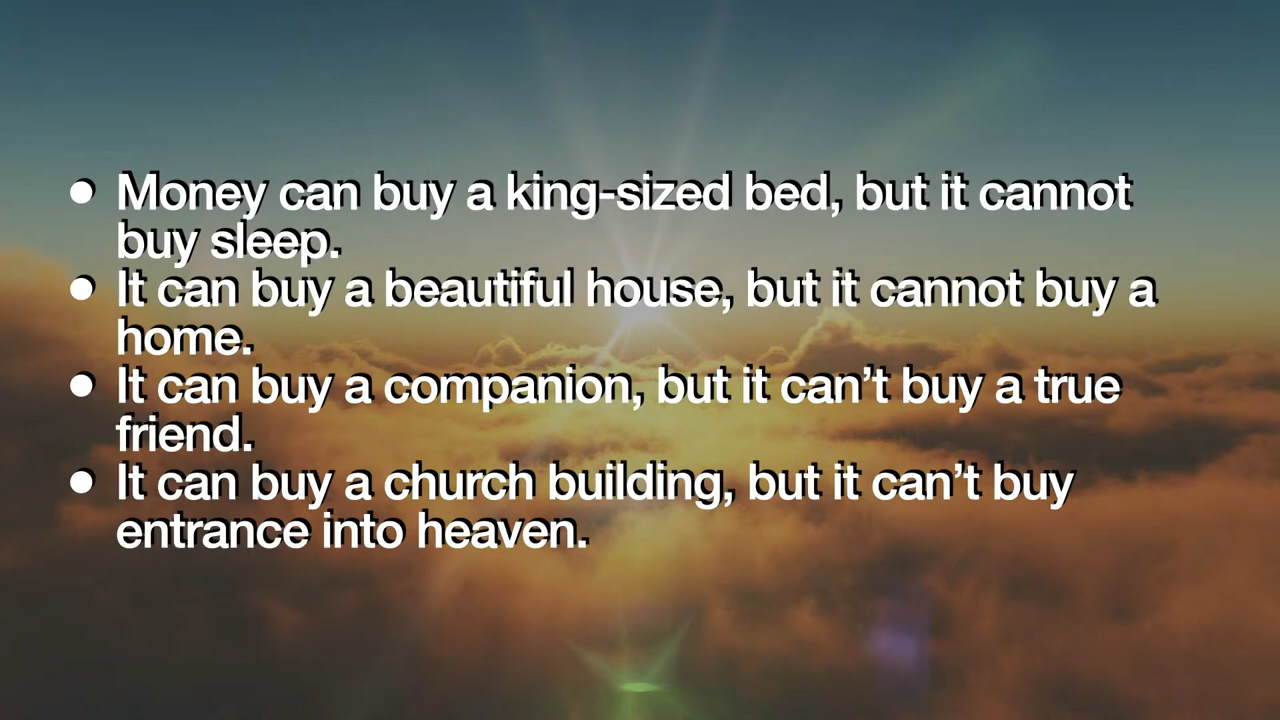 • Money can buy a king-sized bed, but it cannot
buy sleep.
• It can buy a beautiful house, but it cannot buy a
home.
• It can buy a companion, but it can’t buy a true
friend.
• It can buy a church building, but it can’t buy
entrance into heaven.